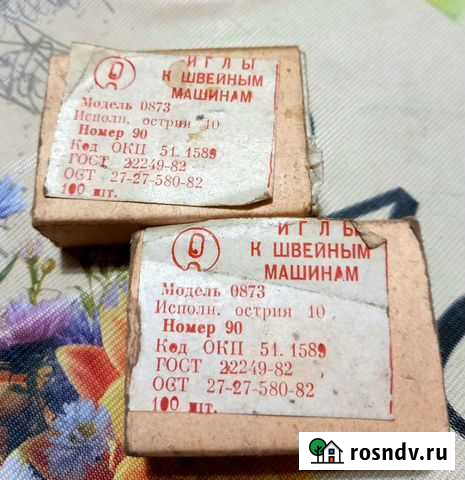 ИГЛЫ
К ШВЕЙНЫМ
МАШИНАМ
Модель 0873
Исполн. острия 10
Номер 90
Код ОКП 51. 1589
ГОСТ 22249-82
ОСТ 27-27-580-82
100 шт.
ИГЛЫ
К ШВЕЙНЫМ
МАШИНАМ
Модель 0873
Исполн. острия 10
Номер 90
Код ОКП 51. 1589
ГОСТ 22249-82
ОСТ 27-27-580-82
100 шт.
rosndv.ru